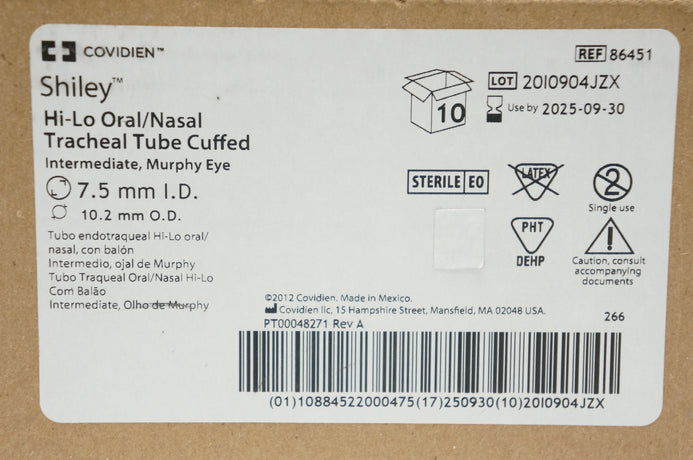 COVIDIEN™
Shiley™
Hi-Lo Oral/Nasal
Tracheal Tube Cuffed
Intermediate, Murphy Eye
7.5 mm I.D.
10.2 mm O.D.
Tubo endotraqueal Hi-Lo oral/
nasal, con balón
Intermedio, ojal de Murphy
Tubo Traqueal Oral/Nasal Hi-Lo
Com Balão
Intermediate, Olho de Murphy
REF 86451
10
LOT 20I0904JZX
Use by 2025-09-30
STERILE EO
LATEX
2
Single use
PHT
DEHP
Caution, consult
accompanying
documents
©2012 Covidien. Made in Mexico.
Covidien llc, 15 Hampshire Street, Mansfield, MA 02048 USA.
PT00048271 Rev A
266
(01)10884522000475(17)250930(10)20I0904JZX